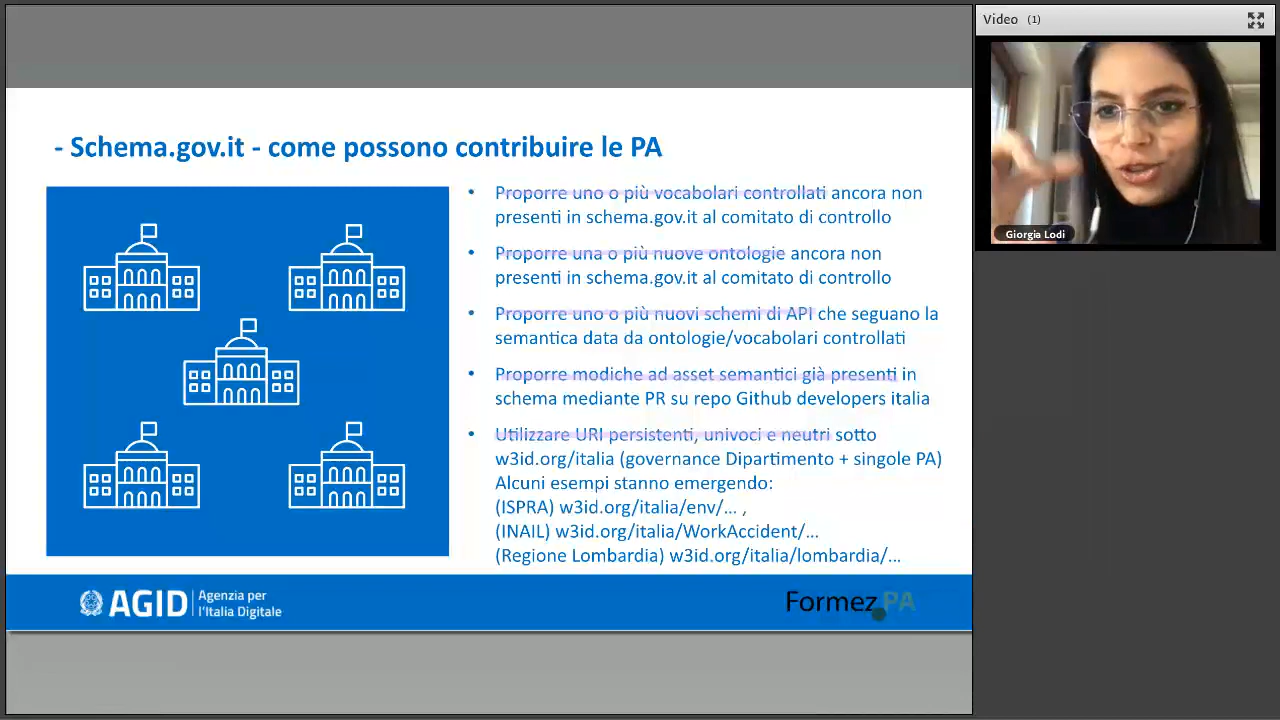 Video (1)
Giorgia Lodi
- Schema.gov.it - come possono contribuire le PA
• Proporre uno o più vocabolari controllati ancora non
presenti in schema.gov.it al comitato di controllo
• Proporre una o più nuove ontologie ancora non
presenti in schema.gov.it al comitato di controllo
• Proporre uno o più nuovi schemi di API che seguano la
semantica data da ontologie/vocabolari controllati
• Proporre modiche ad asset semantici già presenti in
schema mediante PR su repo Github developers italia
• Utilizzare URI persistenti, univoci e neutri sotto
w3id.org/italia (governance Dipartimento + singole PA)
Alcuni esempi stanno emergendo:
(ISPRA) w3id.org/italia/env/... ,
(INAIL) w3id.org/italia/WorkAccident/...
(Regione Lombardia) w3id.org/italia/lombardia/...
AGID Agenzia per
l'Italia Digitale
Formez PA